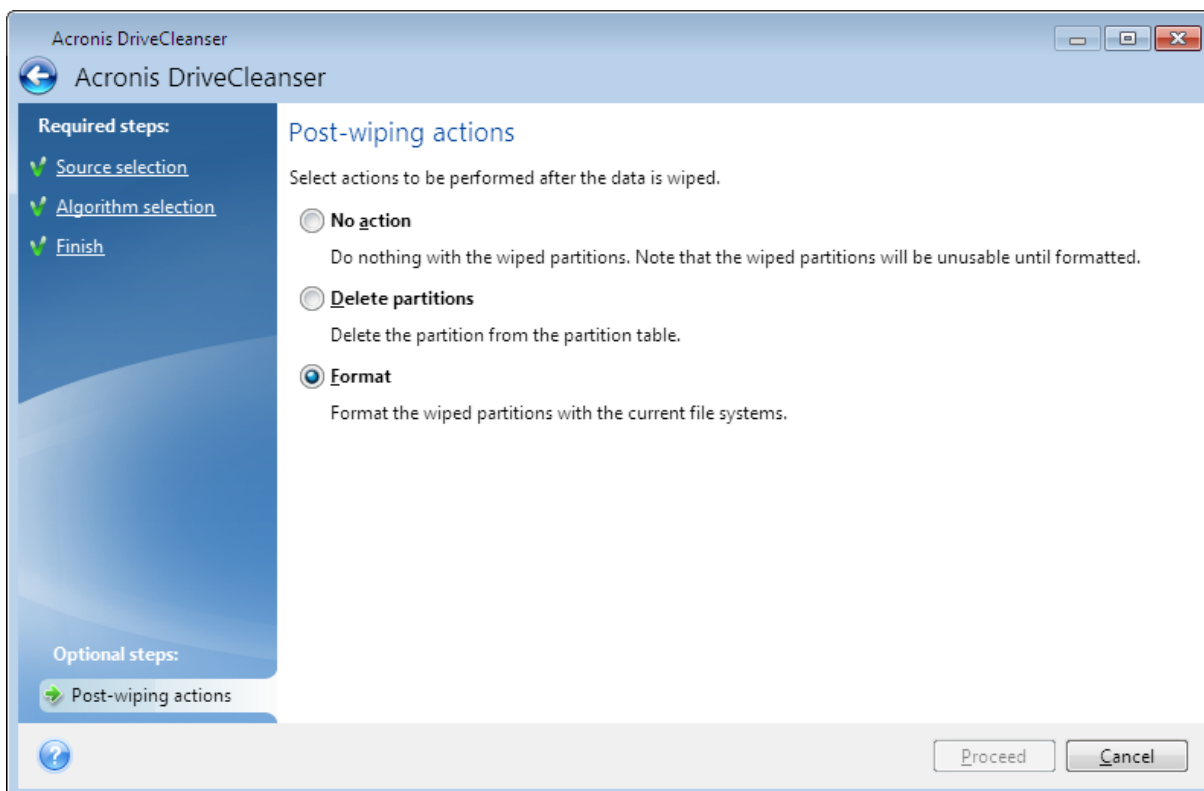 Acronis DriveCleanser
Acronis DriveCleanser
Required steps:
Source selection
Algorithm selection
Finish
Optional steps:
Post-wiping actions
Post-wiping actions
Select actions to be performed after the data is wiped.
No action
Do nothing with the wiped partitions. Note that the wiped partitions will be unusable until formatted.
Delete partitions
Delete the partition from the partition table.
Format
Format the wiped partitions with the current file systems.
?
Proceed
Cancel